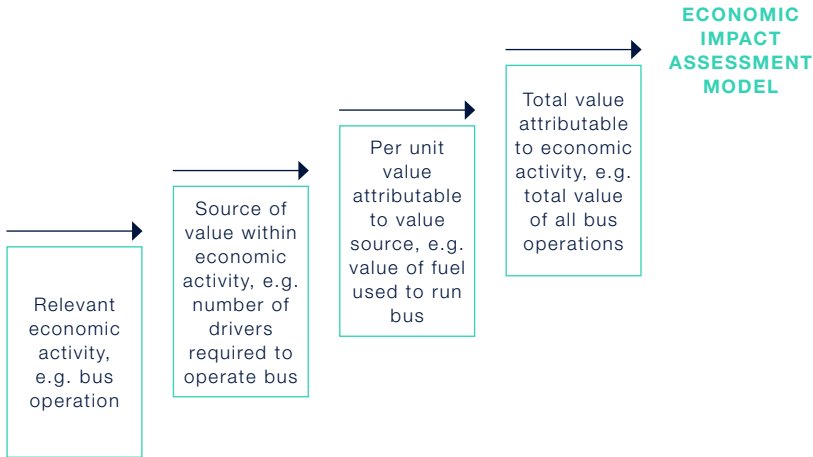 Relevant
economic
activity,
e.g. bus
operation
Source of
value within
economic
activity, e.g.
number of
drivers
required to
operate bus
Per unit
value
attributable
to value
source, e.g.
value of fuel
used to run
bus
Total value
attributable
to economic
activity, e.g.
total value
of all bus
operations
ECONOMIC
IMPACT
ASSESSMENT
MODEL